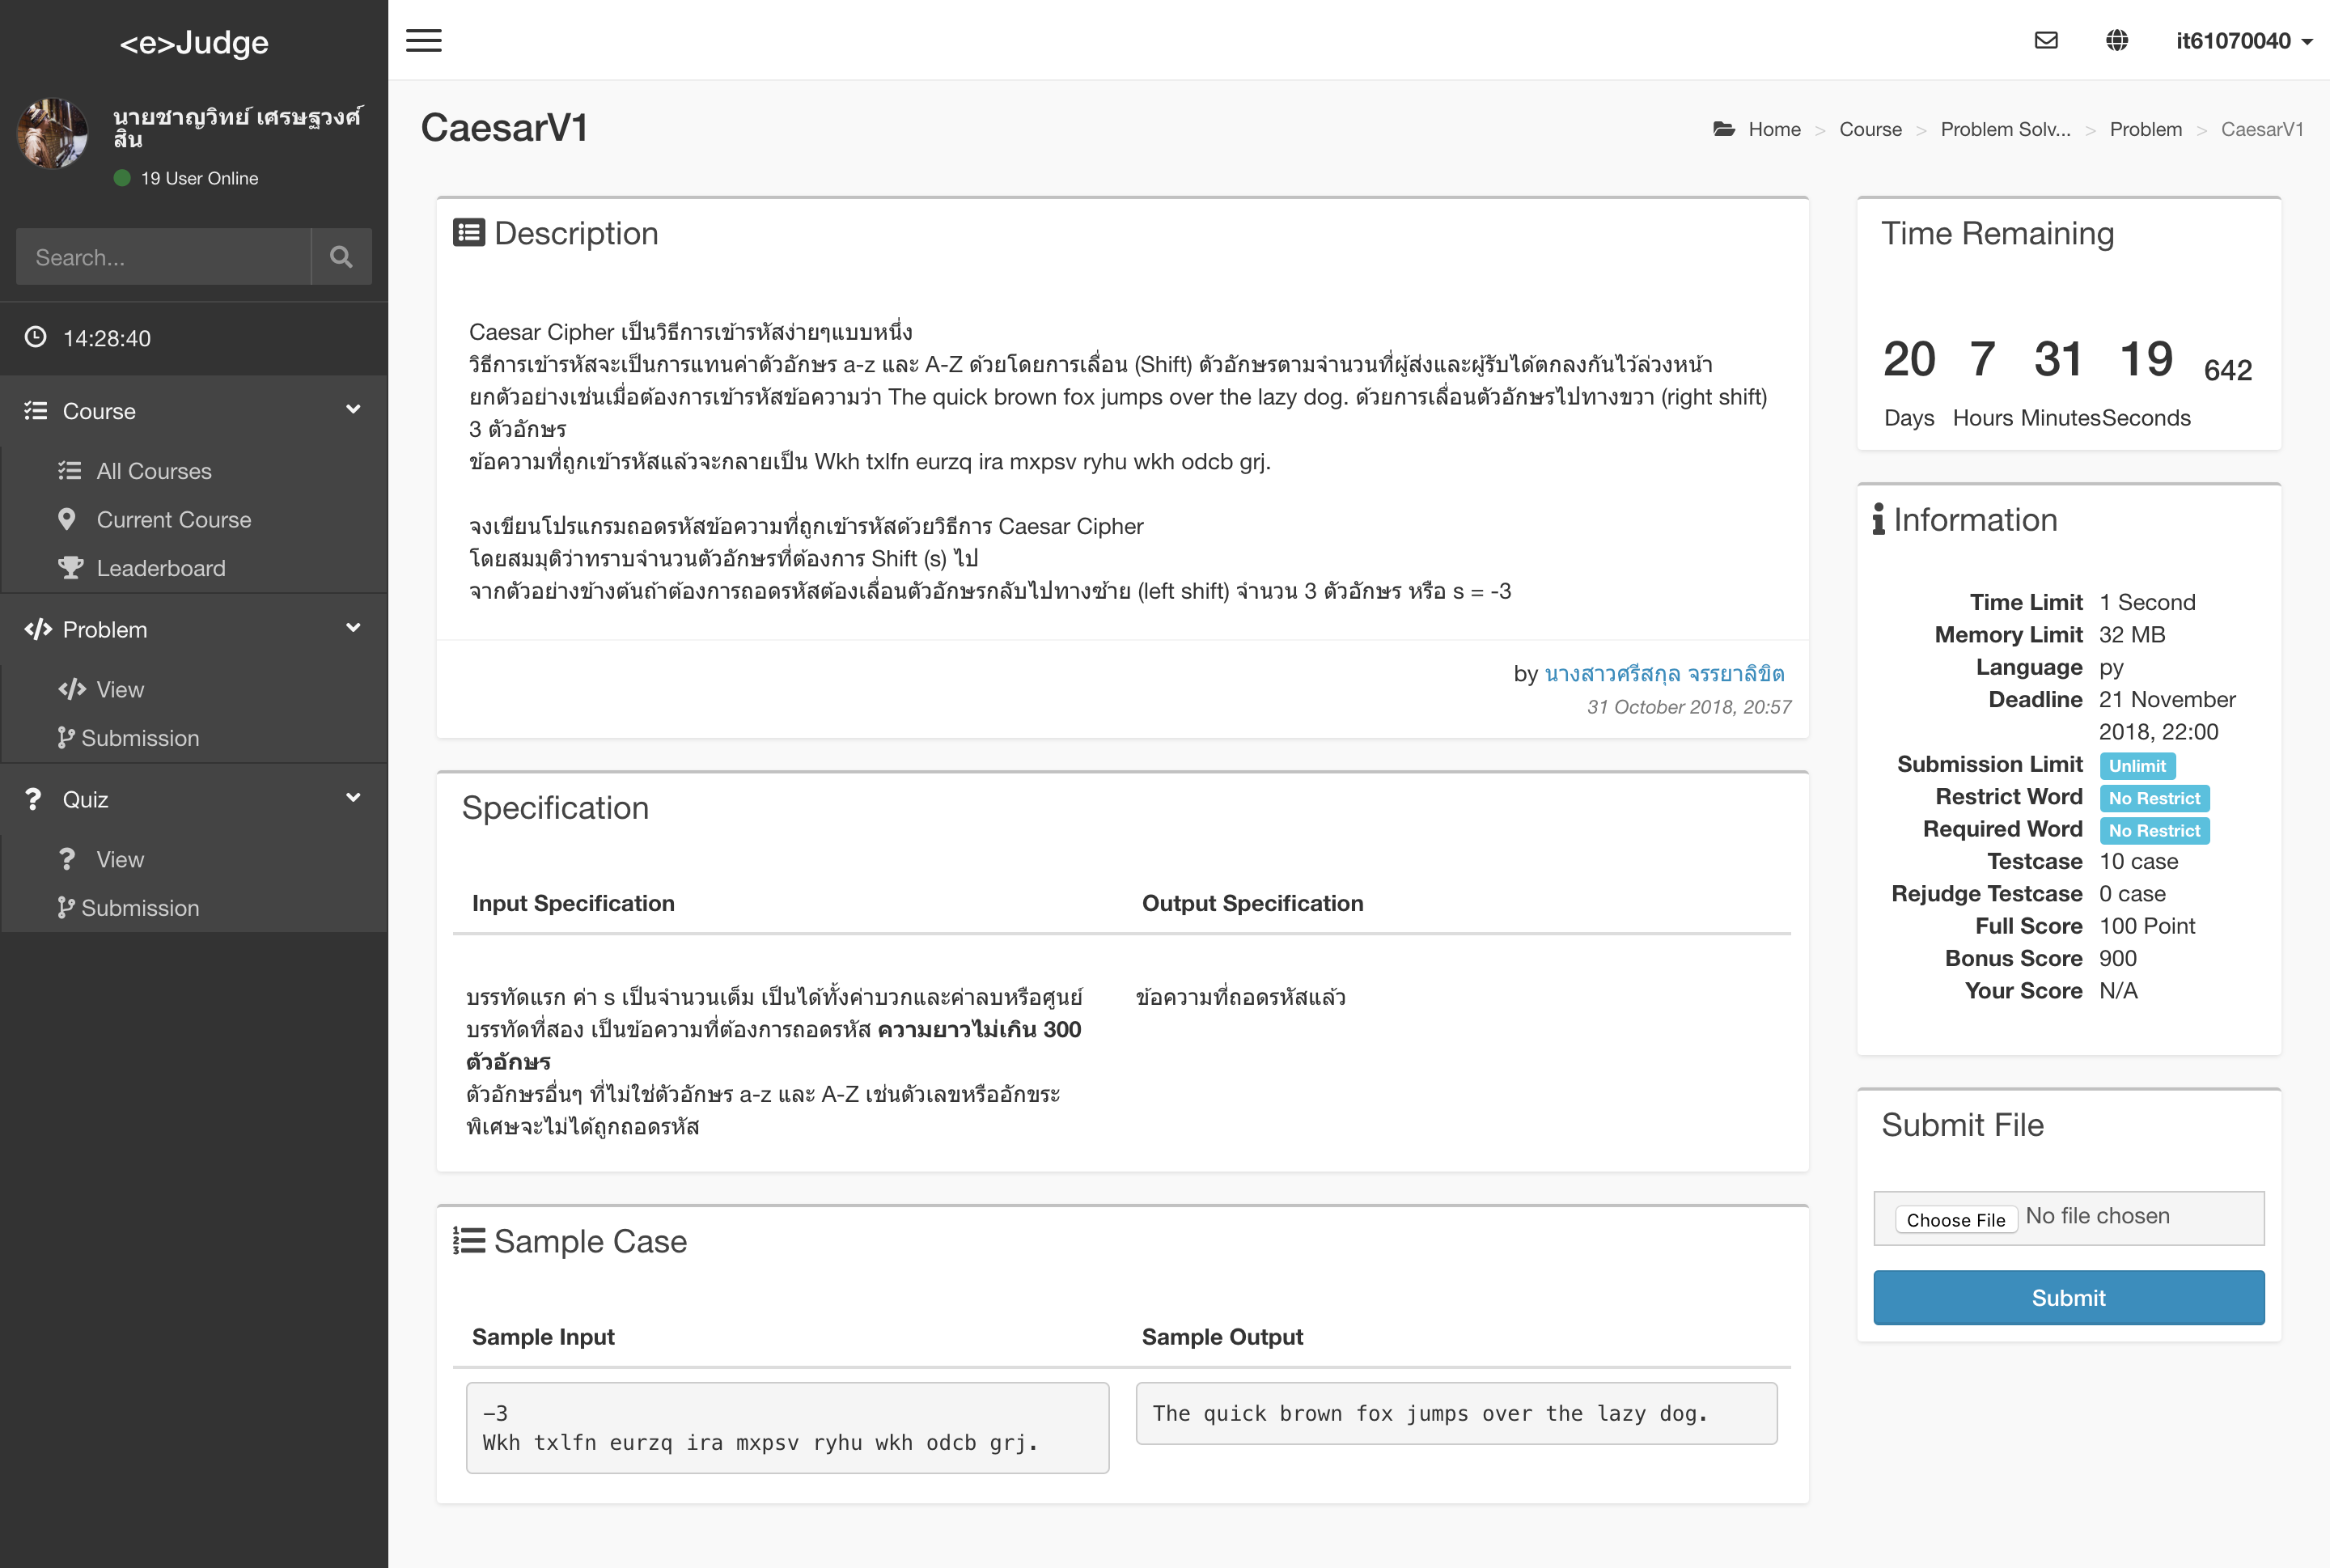 <e>Judge
นายชาญวิทย์ เศรษฐวงศ์
สิน
19 User Online
Search...
14:28:40
Course
All Courses
Current Course
Leaderboard
Problem
View
Submission
Quiz
View
Submission
it61070040
CaesarV1
Home > Course > Problem Solv... > Problem > CaesarV1
Description
Caesar Cipher เป็นวิธีการเข้ารหัสง่ายๆแบบหนึ่ง
วิธีการเข้ารหัสจะเป็นการแทนค่าตัวอักษร a-z และ A-Z ด้วยโดยการเลื่อน (Shift) ตัวอักษรตามจำนวนที่ผู้ส่งและผู้รับได้ตกลงกันไว้ล่วงหน้า
ยกตัวอย่างเช่นเมื่อต้องการเข้ารหัสข้อความว่า The quick brown fox jumps over the lazy dog. ด้วยการเลื่อนตัวอักษรไปทางขวา (right shift)
3 ตัวอักษร
ข้อความที่ถูกเข้ารหัสแล้วจะกลายเป็น Wkh txlfn eurzq ira mxpsv ryhu wkh odcb grj.
จงเขียนโปรแกรมถอดรหัสข้อความที่ถูกเข้ารหัสด้วยวิธีการ Caesar Cipher
โดยสมมุติว่าทราบจำนวนตัวอักษรที่ต้องการ Shift (s) ไป
จากตัวอย่างข้างต้นถ้าต้องการถอดรหัสต้องเลื่อนตัวอักษรกลับไปทางซ้าย (left shift) จำนวน 3 ตัวอักษร หรือ s = -3
by นางสาวศรีสกุล จรรยาลิขิต
31 October 2018, 20:57
Specification
Input Specification
Output Specification
บรรทัดแรก ค่า s เป็นจำนวนเต็ม เป็นได้ทั้งค่าบวกและค่าลบหรือศูนย์
บรรทัดที่สอง เป็นข้อความที่ต้องการถอดรหัส ความยาวไม่เกิน 300
ตัวอักษร
ตัวอักษรอื่นๆ ที่ไม่ใช่ตัวอักษร a-z และ A-Z เช่นตัวเลขหรืออักขระ
พิเศษจะไม่ได้ถูกถอดรหัส
ข้อความที่ถอดรหัสแล้ว
Sample Case
Sample Input
Sample Output
-3
Wkh txlfn eurzq ira mxpsv ryhu wkh odcb grj.
The quick brown fox jumps over the lazy dog.
Time Remaining
20 7 31 19 642
Days Hours Minutes Seconds
Information
Time Limit 1 Second
Memory Limit 32 MB
Language py
Deadline 21 November
2018, 22:00
Submission Limit Unlimit
Restrict Word No Restrict
Required Word No Restrict
Testcase 10 case
Rejudge Testcase 0 case
Full Score 100 Point
Bonus Score 900
Your Score N/A
Submit File
Choose File No file chosen
Submit